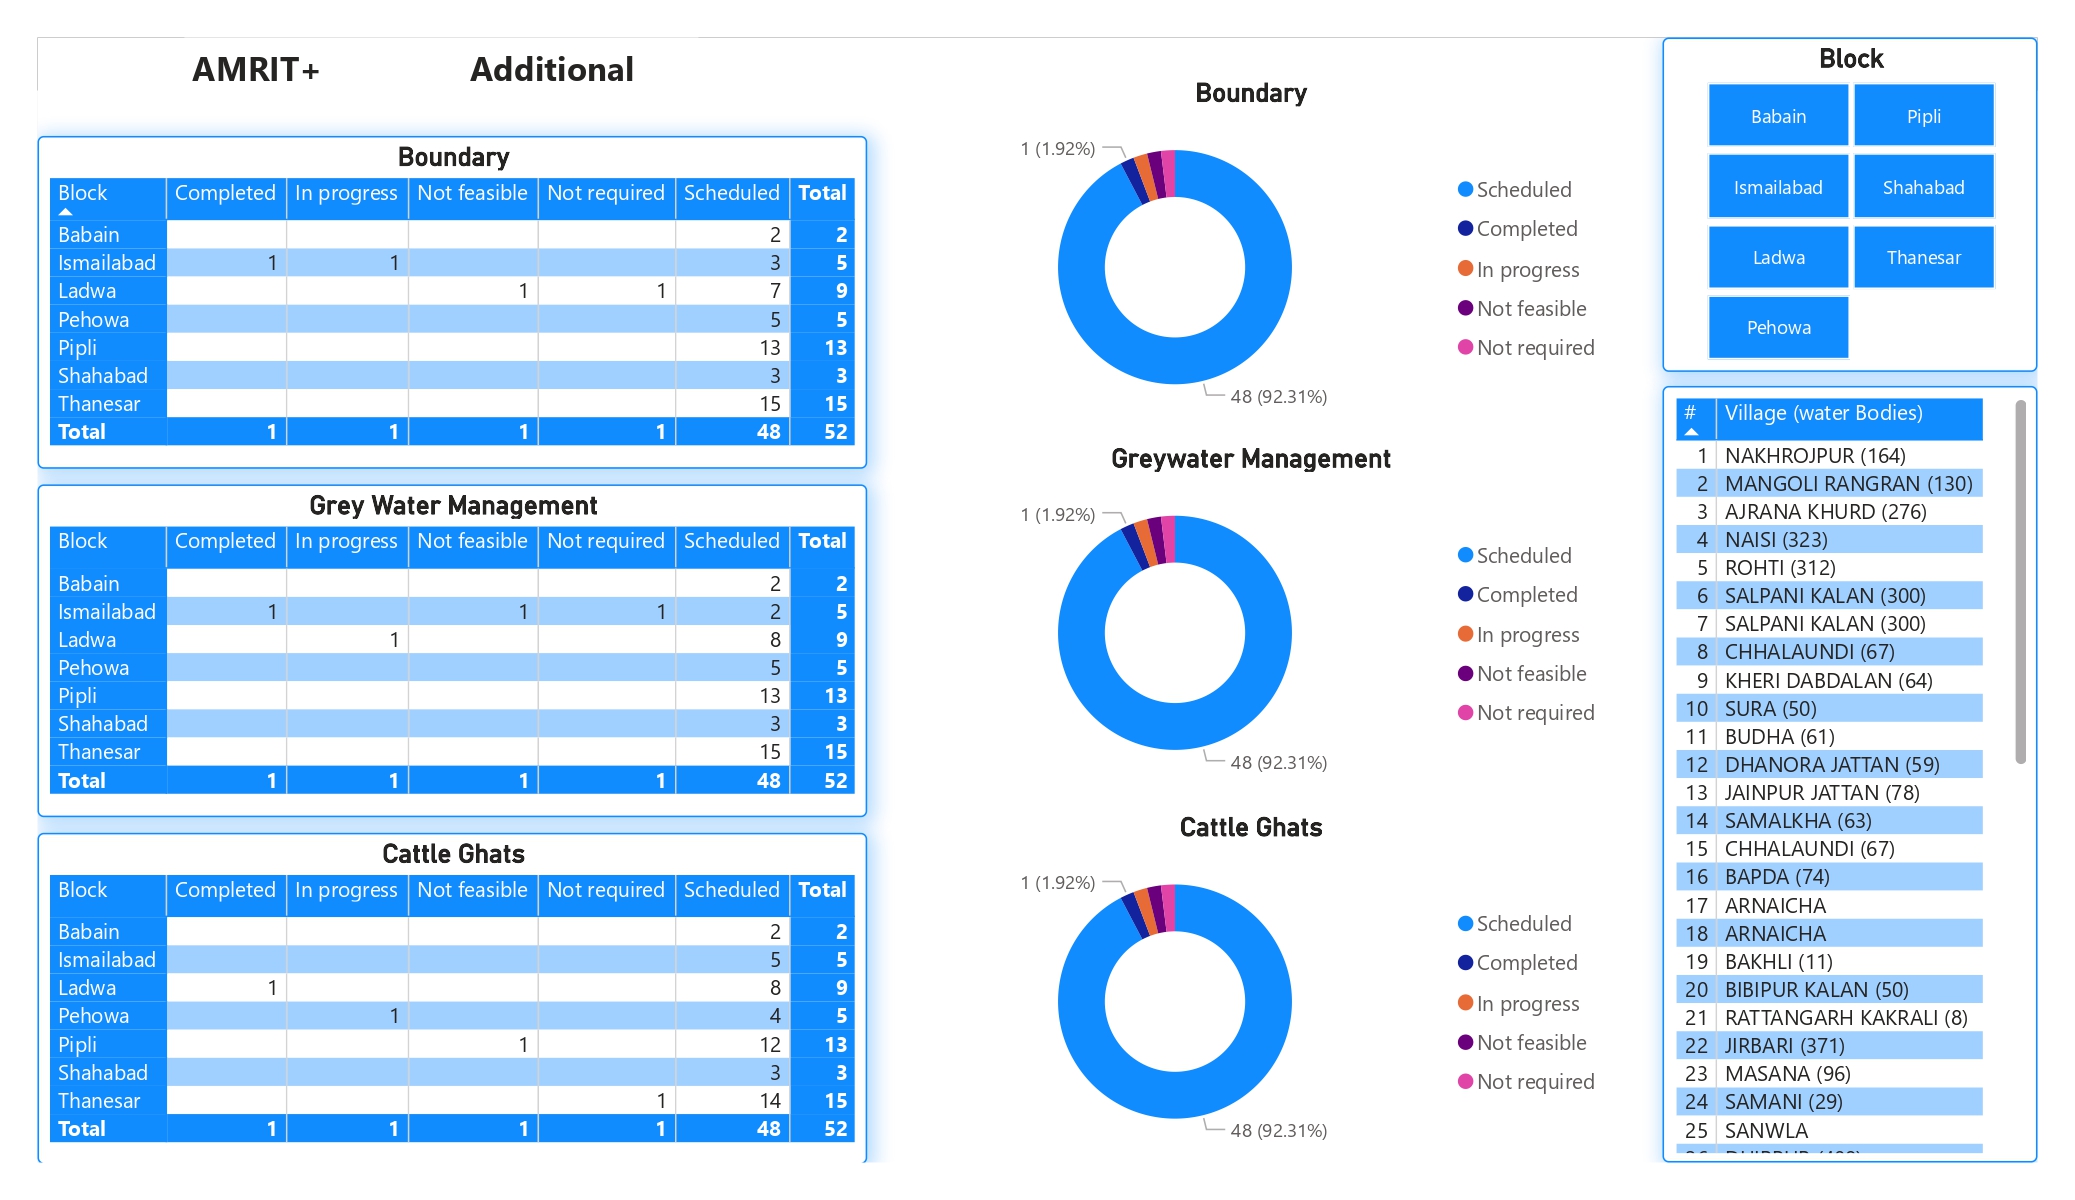 AMRIT+ Additional
Boundary
Block Completed In progress Not feasible Not required Scheduled Total
Babain 2 2
Ismailabad 1 1 3 5
Ladwa 1 1 7 9
Pehowa 5 5
Pipli 13 13
Shahabad 3 3
Thanesar 15 15
Total 1 1 1 1 48 52
Grey Water Management
Block Completed In progress Not feasible Not required Scheduled Total
Babain 2 2
Ismailabad 1 1 1 2 5
Ladwa 1 8 9
Pehowa 5 5
Pipli 13 13
Shahabad 3 3
Thanesar 15 15
Total 1 1 1 1 48 52
Cattle Ghats
Block Completed In progress Not feasible Not required Scheduled Total
Babain 2 2
Ismailabad 5 5
Ladwa 1 8 9
Pehowa 1 4 5
Pipli 1 12 13
Shahabad 3 3
Thanesar 1 14 15
Total 1 1 1 1 48 52
Boundary
1 (1.92%)
48 (92.31%)
Scheduled
Completed
In progress
Not feasible
Not required
Greywater Management
1 (1.92%)
48 (92.31%)
Scheduled
Completed
In progress
Not feasible
Not required
Cattle Ghats
1 (1.92%)
48 (92.31%)
Scheduled
Completed
In progress
Not feasible
Not required
Block
Babain Pipli
Ismailabad Shahabad
Ladwa Thanesar
Pehowa
# Village (water Bodies)
1 NAKHROJPUR (164)
2 MANGOLI RANGRAN (130)
3 AJRANA KHURD (276)
4 NAISI (323)
5 ROHTI (312)
6 SALPANI KALAN (300)
7 SALPANI KALAN (300)
8 CHHALAUNDI (67)
9 KHERI DABDALAN (64)
10 SURA (50)
11 BUDHA (61)
12 DHANORA JATTAN (59)
13 JAINPUR JATTAN (78)
14 SAMALKHA (63)
15 CHHALAUNDI (67)
16 BAPDA (74)
17 ARNAICHA
18 ARNAICHA
19 BAKHLI (11)
20 BIBIPUR KALAN (50)
21 RATTANGARH KAKRALI (8)
22 JIRBARI (371)
23 MASANA (96)
24 SAMANI (29)
25 SANWLA